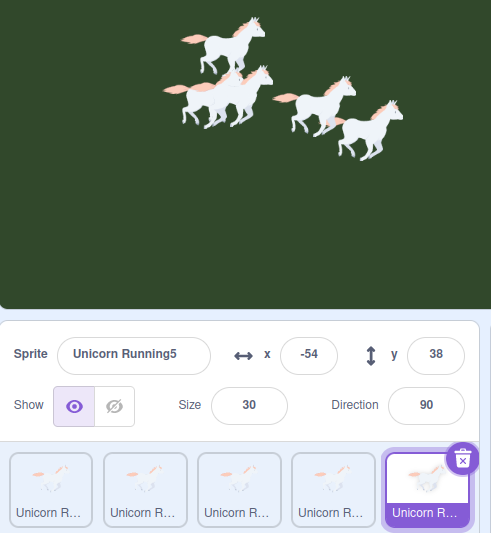 Sprite Unicorn Running5 x -54 y 38
Show Size 30 Direction 90
Unicorn R... Unicorn R... Unicorn R... Unicorn R... Unicorn R...